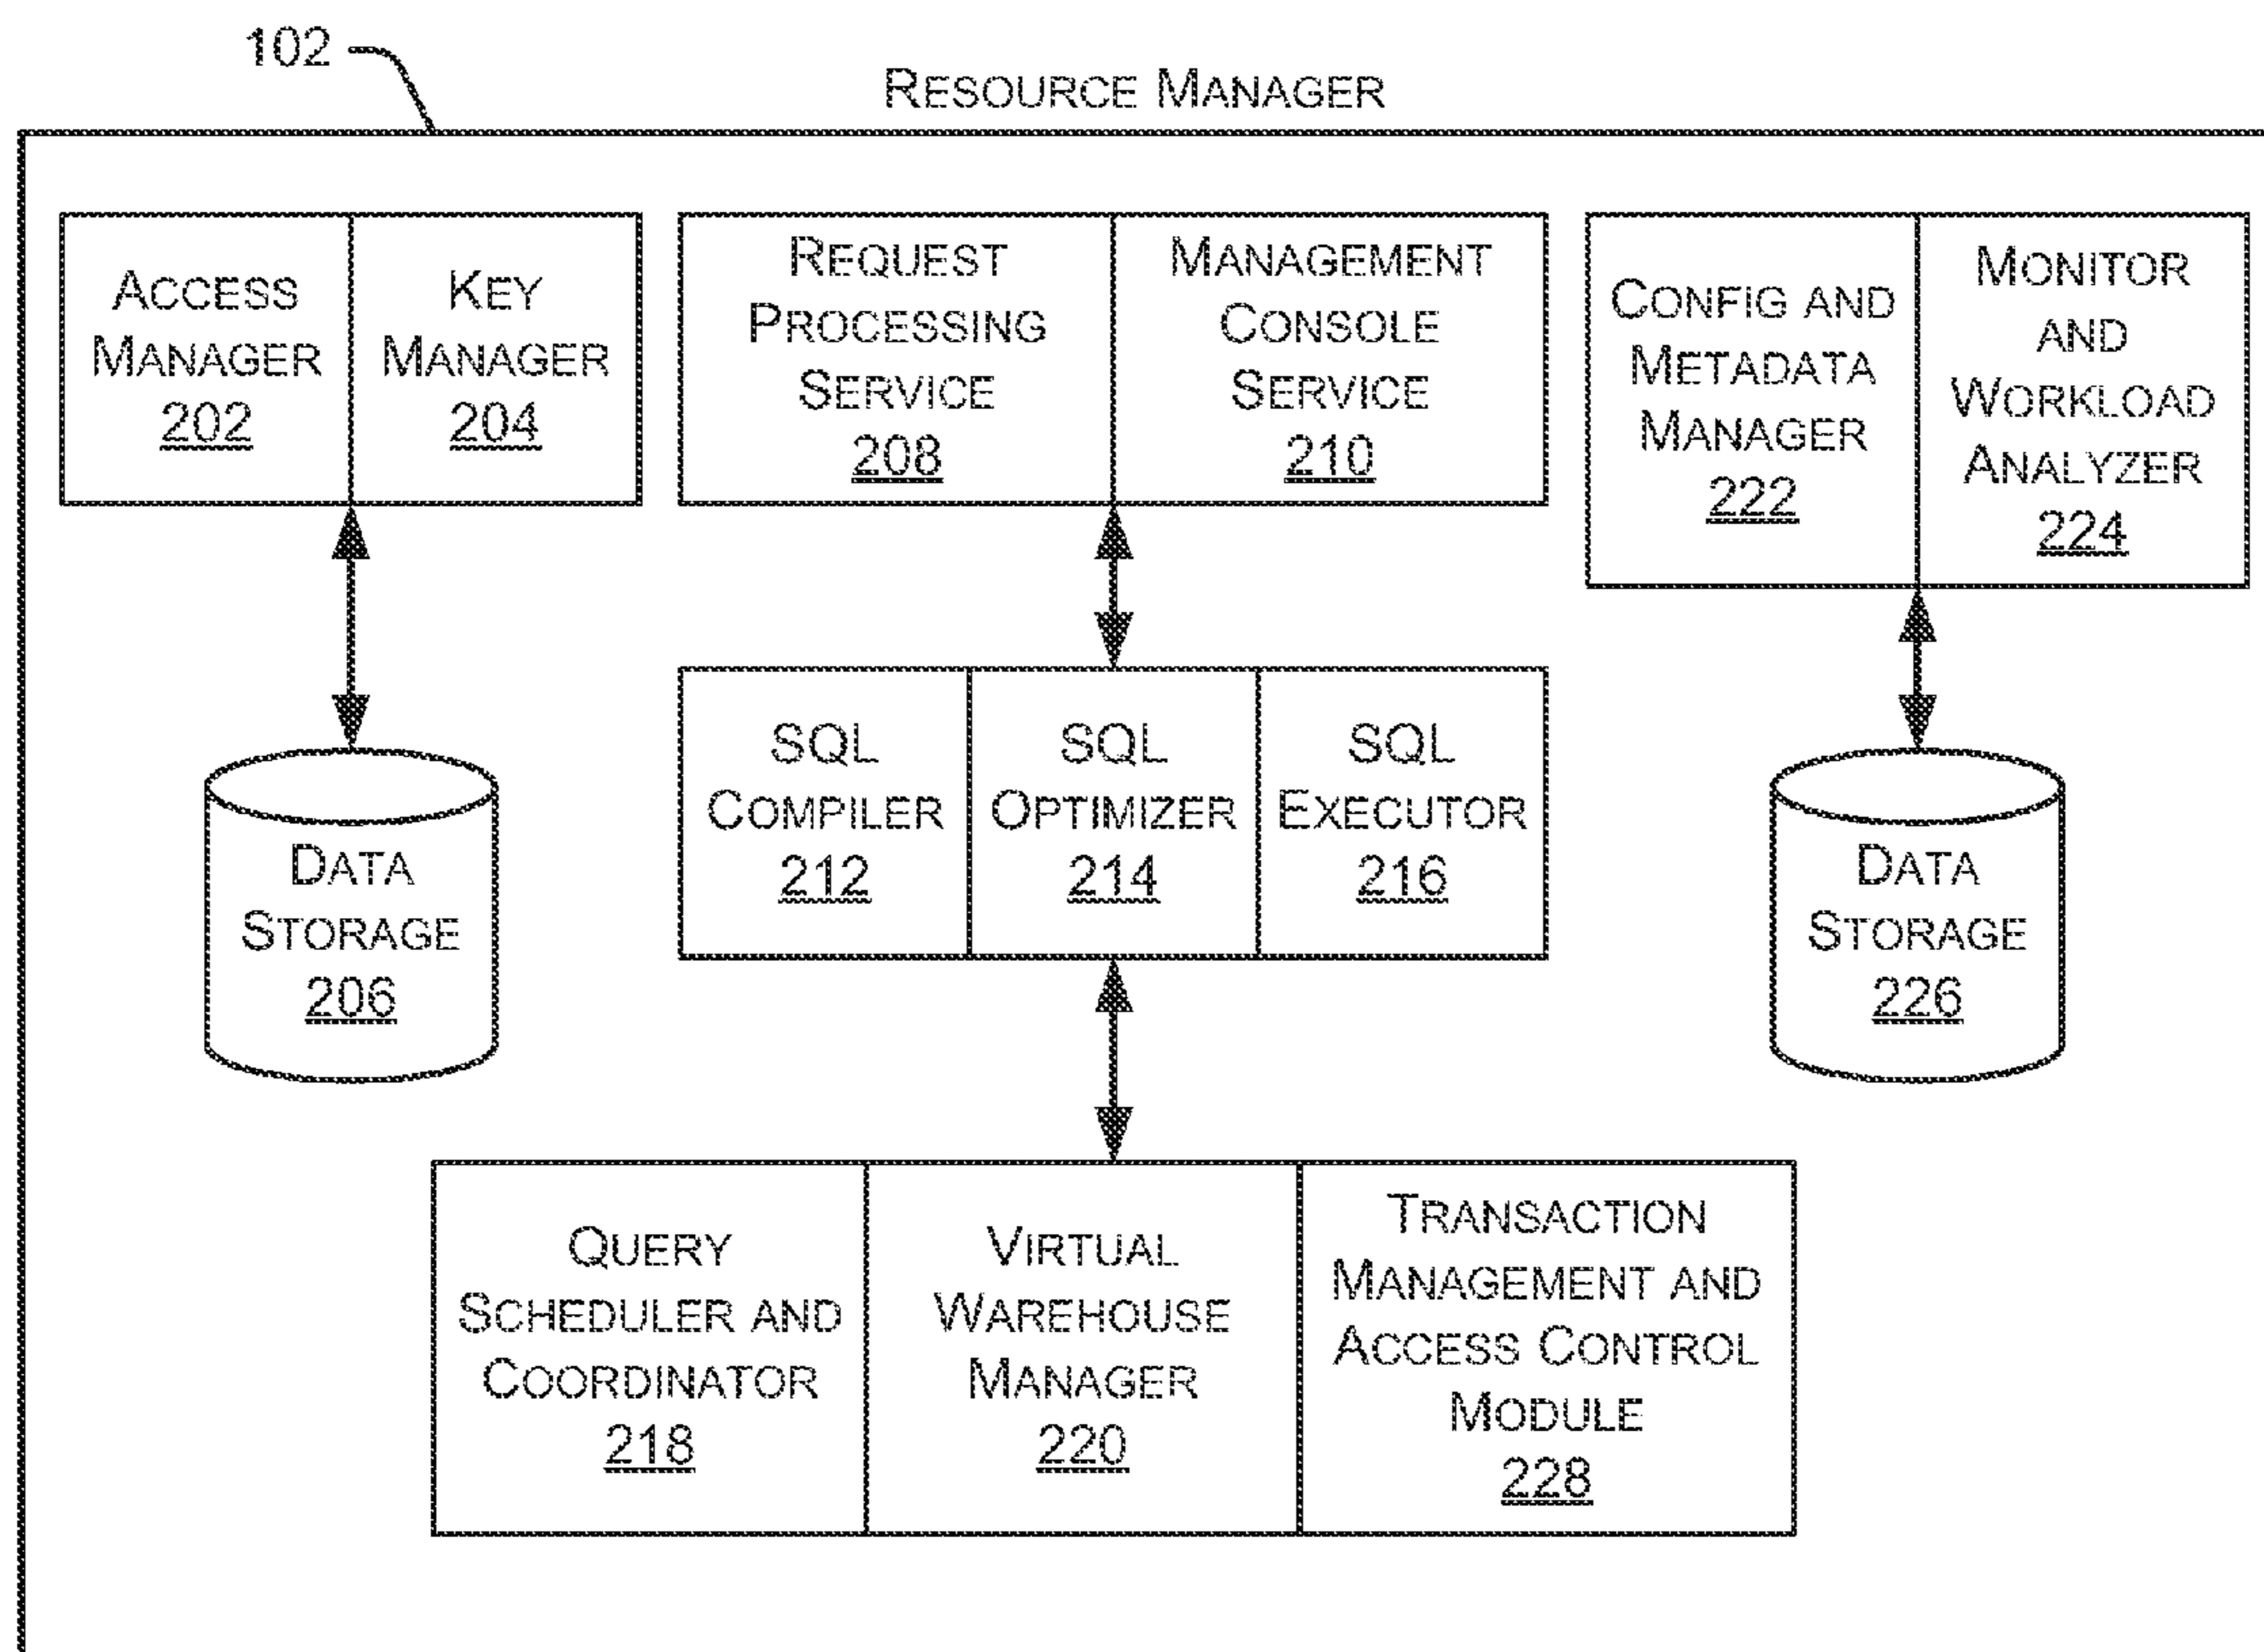 102
RESOURCE MANAGER
ACCESS
MANAGER
202
KEY
MANAGER
204
REQUEST
PROCESSING
SERVICE
208
MANAGEMENT
CONSOLE
SERVICE
210
CONFIG AND
METADATA
MANAGER
222
MONITOR
AND
WORKLOAD
ANALYZER
224
DATA
STORAGE
206
SQL
COMPILER
212
SQL
OPTIMIZER
214
SQL
EXECUTOR
216
DATA
STORAGE
226
QUERY
SCHEDULER AND
COORDINATOR
218
VIRTUAL
WAREHOUSE
MANAGER
220
TRANSACTION
MANAGEMENT AND
ACCESS CONTROL
MODULE
228